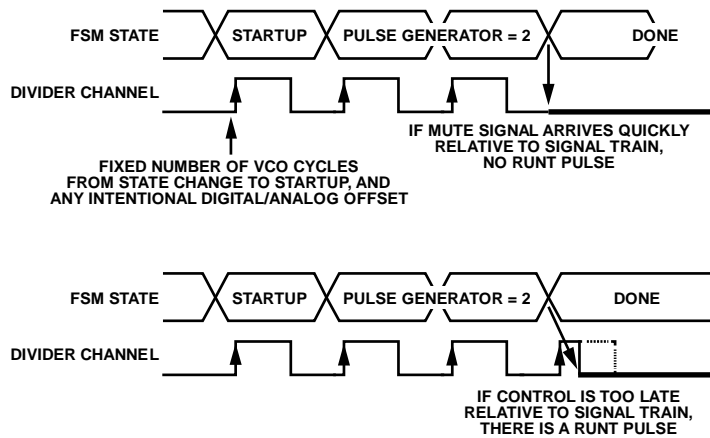 FSM STATE
STARTUP
PULSE GENERATOR = 2
DONE
DIVIDER CHANNEL
IF MUTE SIGNAL ARRIVES QUICKLY
RELATIVE TO SIGNAL TRAIN,
NO RUNT PULSE
FIXED NUMBER OF VCO CYCLES
FROM STATE CHANGE TO STARTUP, AND
ANY INTENTIONAL DIGITAL/ANALOG OFFSET
FSM STATE
STARTUP
PULSE GENERATOR = 2
DONE
DIVIDER CHANNEL
IF CONTROL IS TOO LATE
RELATIVE TO SIGNAL TRAIN,
THERE IS A RUNT PULSE